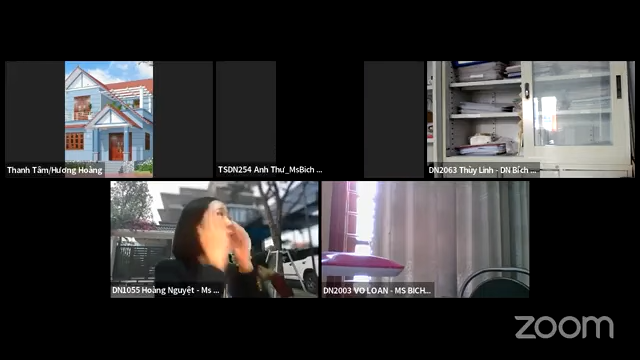 Thanh Tâm/Hương Hoàng
TSDN254 Anh Thư_MsBich ...
DN2063 Thùy Linh - DN Bích ...
DN1055 Hoàng Nguyệt - Ms ...
DN2003 VO LOAN - MS BICH...
zoom